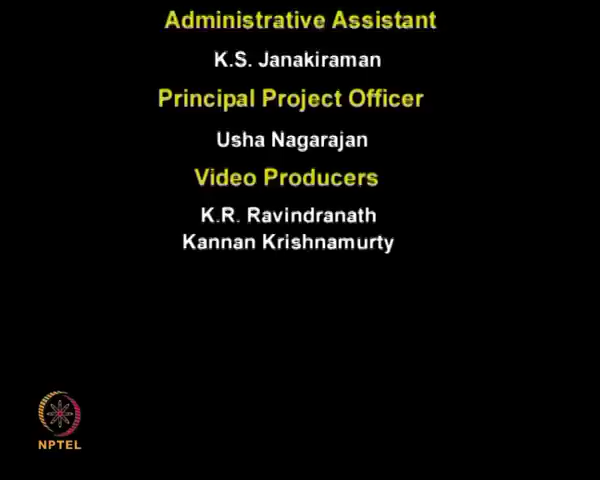 Administrative Assistant
K.S. Janakiraman
Principal Project Officer
Usha Nagarajan
Video Producers
K.R. Ravindranath
Kannan Krishnamurty
NPTEL